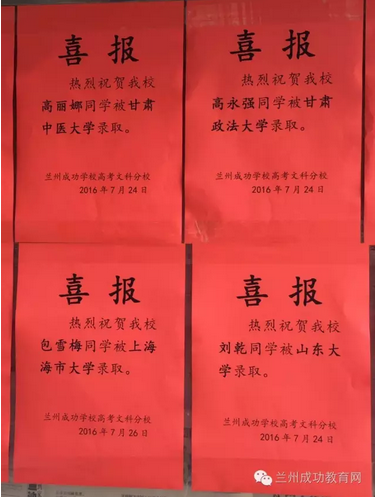 喜报
热烈祝贺我校
高丽娜同学被甘肃
中医大学录取。
兰州成功学校高考文科分校
2016年7月24日
喜报
热烈祝贺我校
高永强同学被甘肃
政法大学录取。
兰州成功学校高考文科分校
2016年7月24日
喜报
热烈祝贺我校
包雪梅同学被上海
海市大学录取。
兰州成功学校高考文科分校
2016年7月26日
喜报
热烈祝贺我校
刘乾同学被山东大
学录取。
兰州成功学校高考文科分校
2016年7月24日
兰州成功教育网